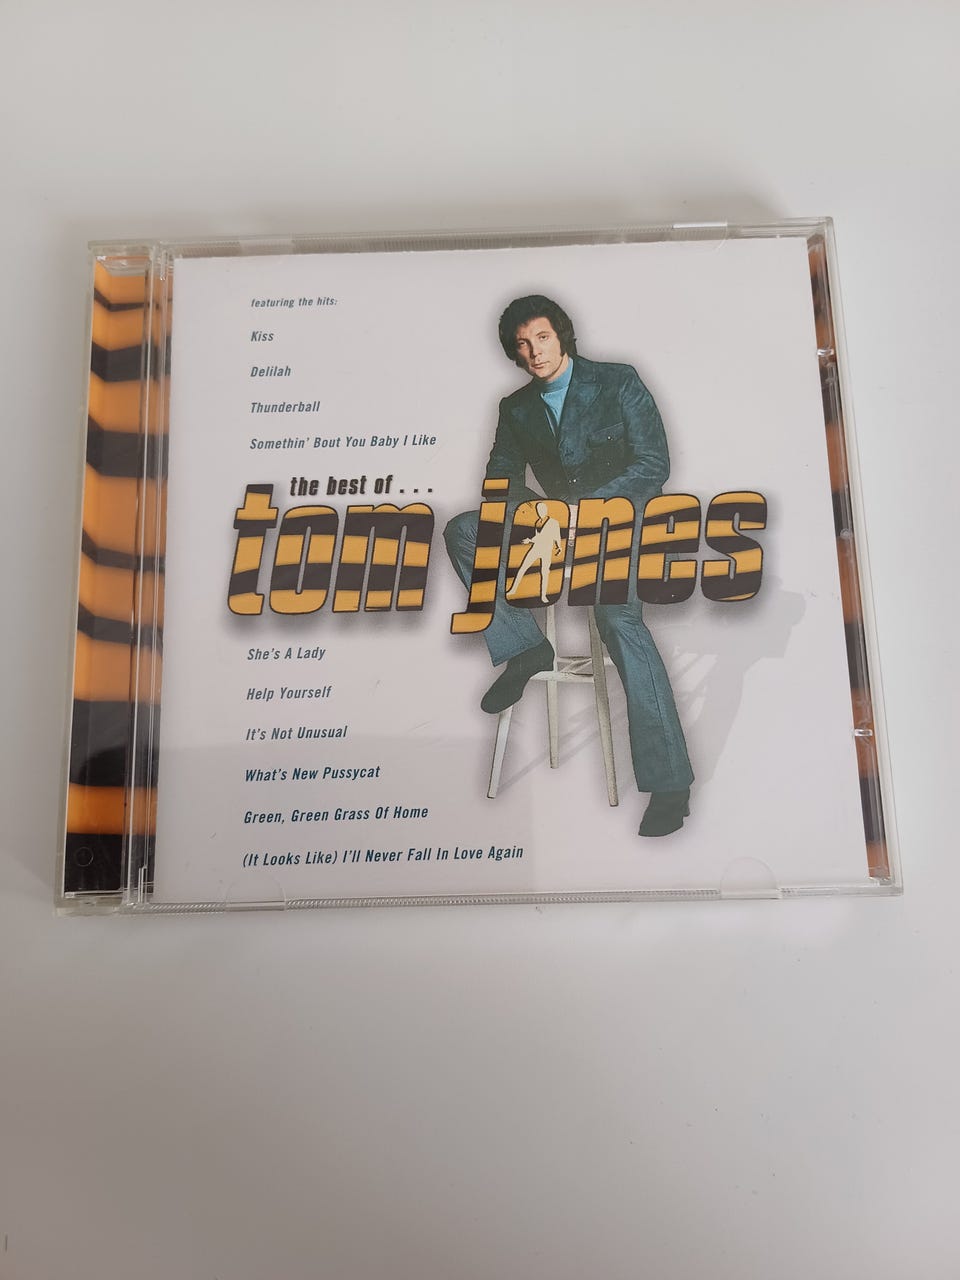 featuring the hits:
Kiss
Delilah
Thunderball
Somethin' Bout You Baby I Like
the best of . . .
tom jones
She's A Lady
Help Yourself
It's Not Unusual
What's New Pussycat
Green, Green Grass Of Home
(It Looks Like) I'll Never Fall In Love Again